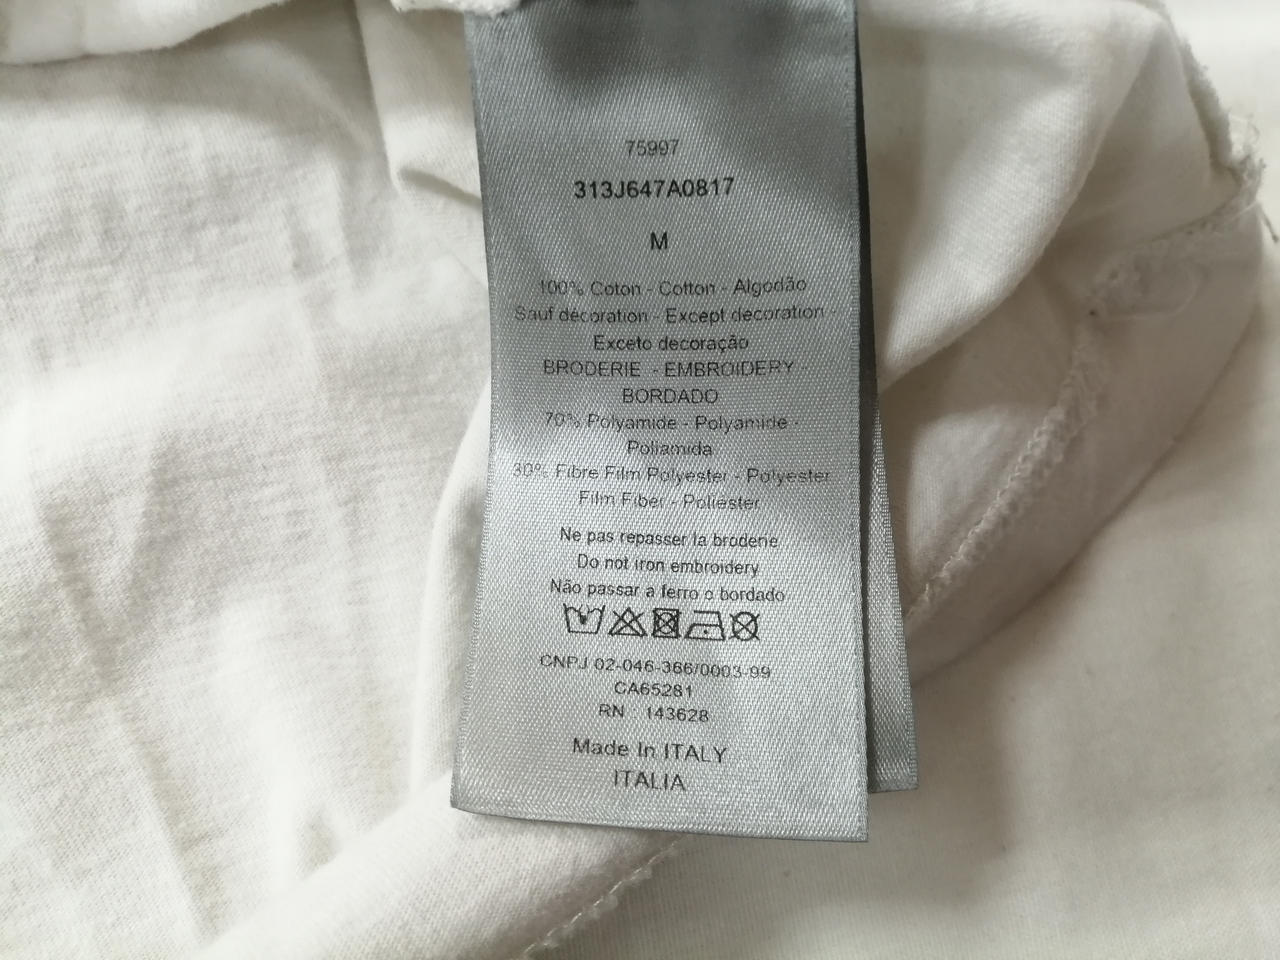 75997
313J647A0817
M
100% Coton - Cotton - Algodão
Sauf décoration - Except decoration -
Exceto decoração
BRODERIE - EMBROIDERY -
BORDADO
70% Polyamide - Polyamide -
Poliamida
30% Fibre Film Polyester - Polyester
Film Fiber - Poliester
Ne pas repasser la broderie
Do not iron embroidery
Não passar a ferro o bordado
CNPJ 02-046-366/0003-99
CA65281
RN : 143628
Made In ITALY
ITALIA